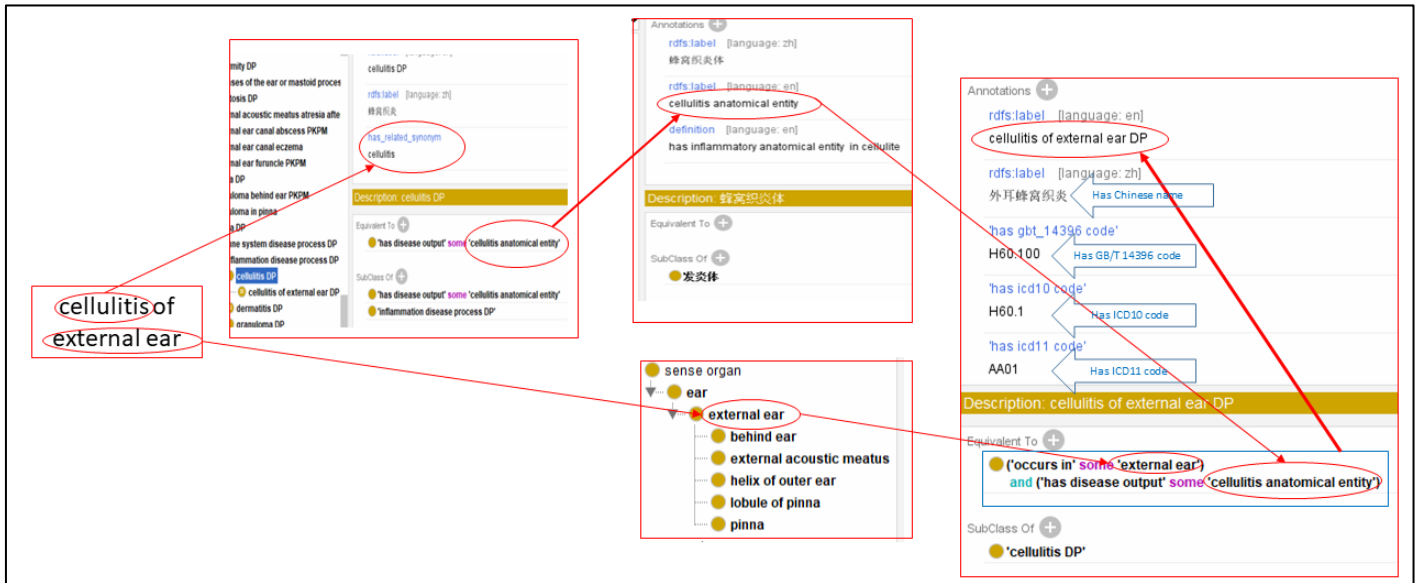 cellulitis of
external ear
mity DP
ses of the ear or mastoid proces
tosis DP
nal acoustic meatus atresia afte
nal ear canal abscess PKPM
nal ear canal eczema
nal ear furuncle PKPM
a DP
uloma behind ear PKPM
uloma in pinna
a DP
ne system disease process DP
flammation disease process DP
cellulitis DP
cellulitis of external ear DP
dermatitis DP
granuloma DP
cellulitis DP
rdfs:label [language: zh]
蜂窝织炎
has_related_synonym
cellulitis
Description: cellulitis DP
Equivalent To
'has disease output' some 'cellulitis anatomical entity'
SubClass Of
'has disease output' some 'cellulitis anatomical entity'
'inflammation disease process DP'
Annotations
rdfs:label [language: zh]
蜂窝织炎体
rdfs:label [language: en]
cellulitis anatomical entity
definition [language: en]
has inflammatory anatomical entity in cellulite
Description: 蜂窝织炎体
Equivalent To
SubClass Of
发炎体
sense organ
ear
external ear
behind ear
external acoustic meatus
helix of outer ear
lobule of pinna
pinna
Annotations
rdfs:label [language: en]
cellulitis of external ear DP
rdfs:label [language: zh]
外耳蜂窝织炎 Has Chinese name
'has gbt_14396 code'
H60.100 Has GB/T 14396 code
'has icd10 code'
H60.1 Has ICD10 code
'has icd11 code'
AA01 Has ICD11 code
Description: cellulitis of external ear DP
Equivalent To
('occurs in' some 'external ear')
and ('has disease output' some 'cellulitis anatomical entity')
SubClass Of
'cellulitis DP'